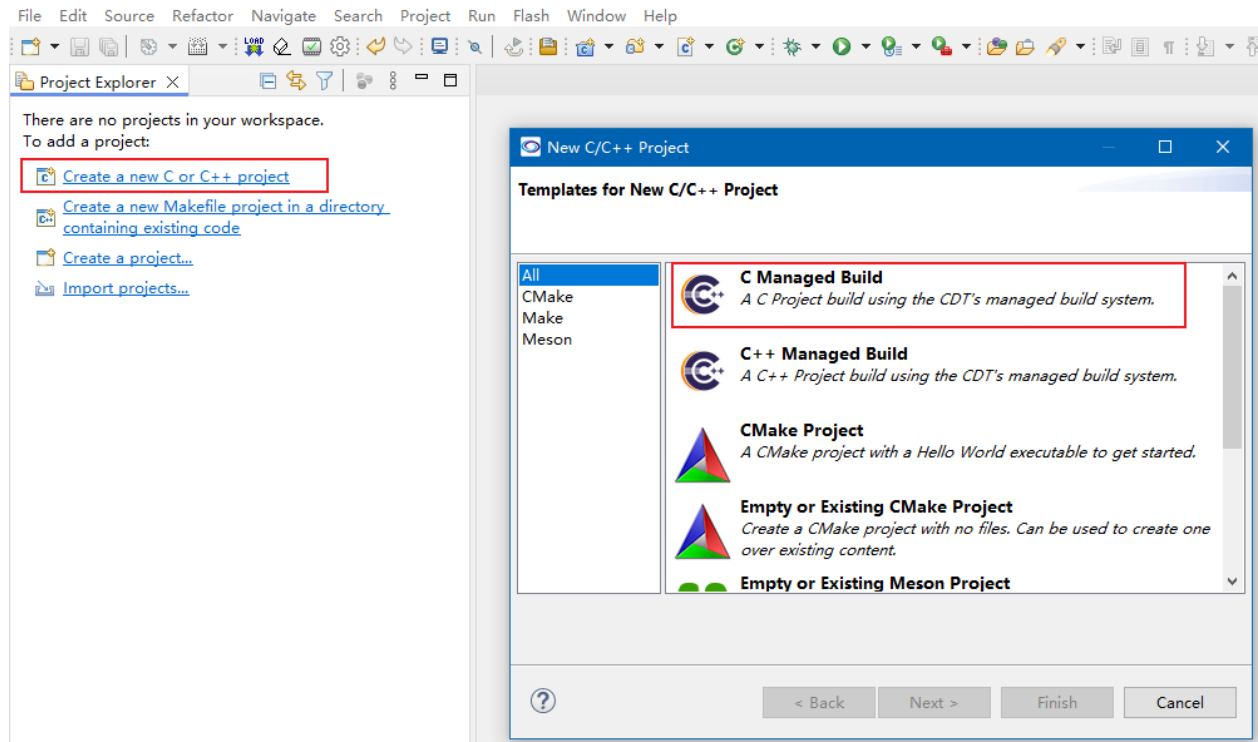 File Edit Source Refactor Navigate Search Project Run Flash Window Help
LOAD
Project Explorer
There are no projects in your workspace.
To add a project:
Create a new C or C++ project
Create a new Makefile project in a directory
containing existing code
Create a project...
Import projects...
New C/C++ Project
Templates for New C/C++ Project
All
CMake
Make
Meson
C Managed Build
A C Project build using the CDT's managed build system.
C++ Managed Build
A C++ Project build using the CDT's managed build system.
CMake Project
A CMake project with a Hello World executable to get started.
Empty or Existing CMake Project
Create a CMake project with no files. Can be used to create one
over existing content.
Empty or Existing Meson Project
?
< Back
Next >
Finish
Cancel